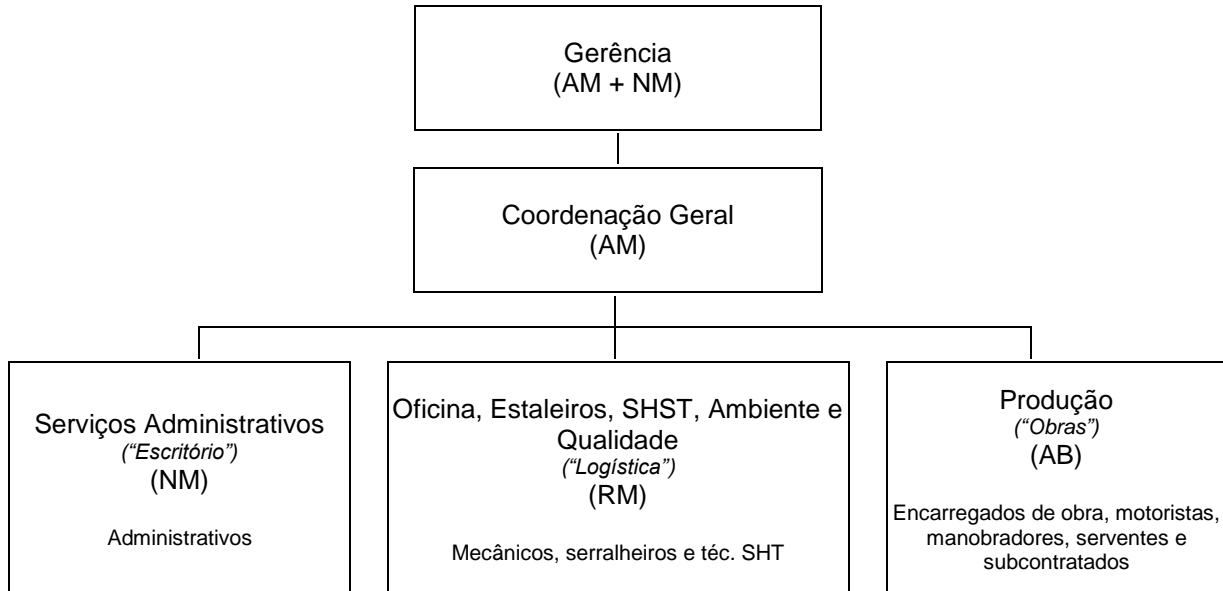 Gerência
(AM + NM)
Coordenação Geral
(AM)
Serviços Administrativos
(“Escritório”)
(NM)
Administrativos
Oficina, Estaleiros, SHST, Ambiente e
Qualidade
(“Logística”)
(RM)
Mecânicos, serralheiros e téc. SHT
Produção
(“Obras”)
(AB)
Encarregados de obra, motoristas,
manobradores, serventes e
subcontratados